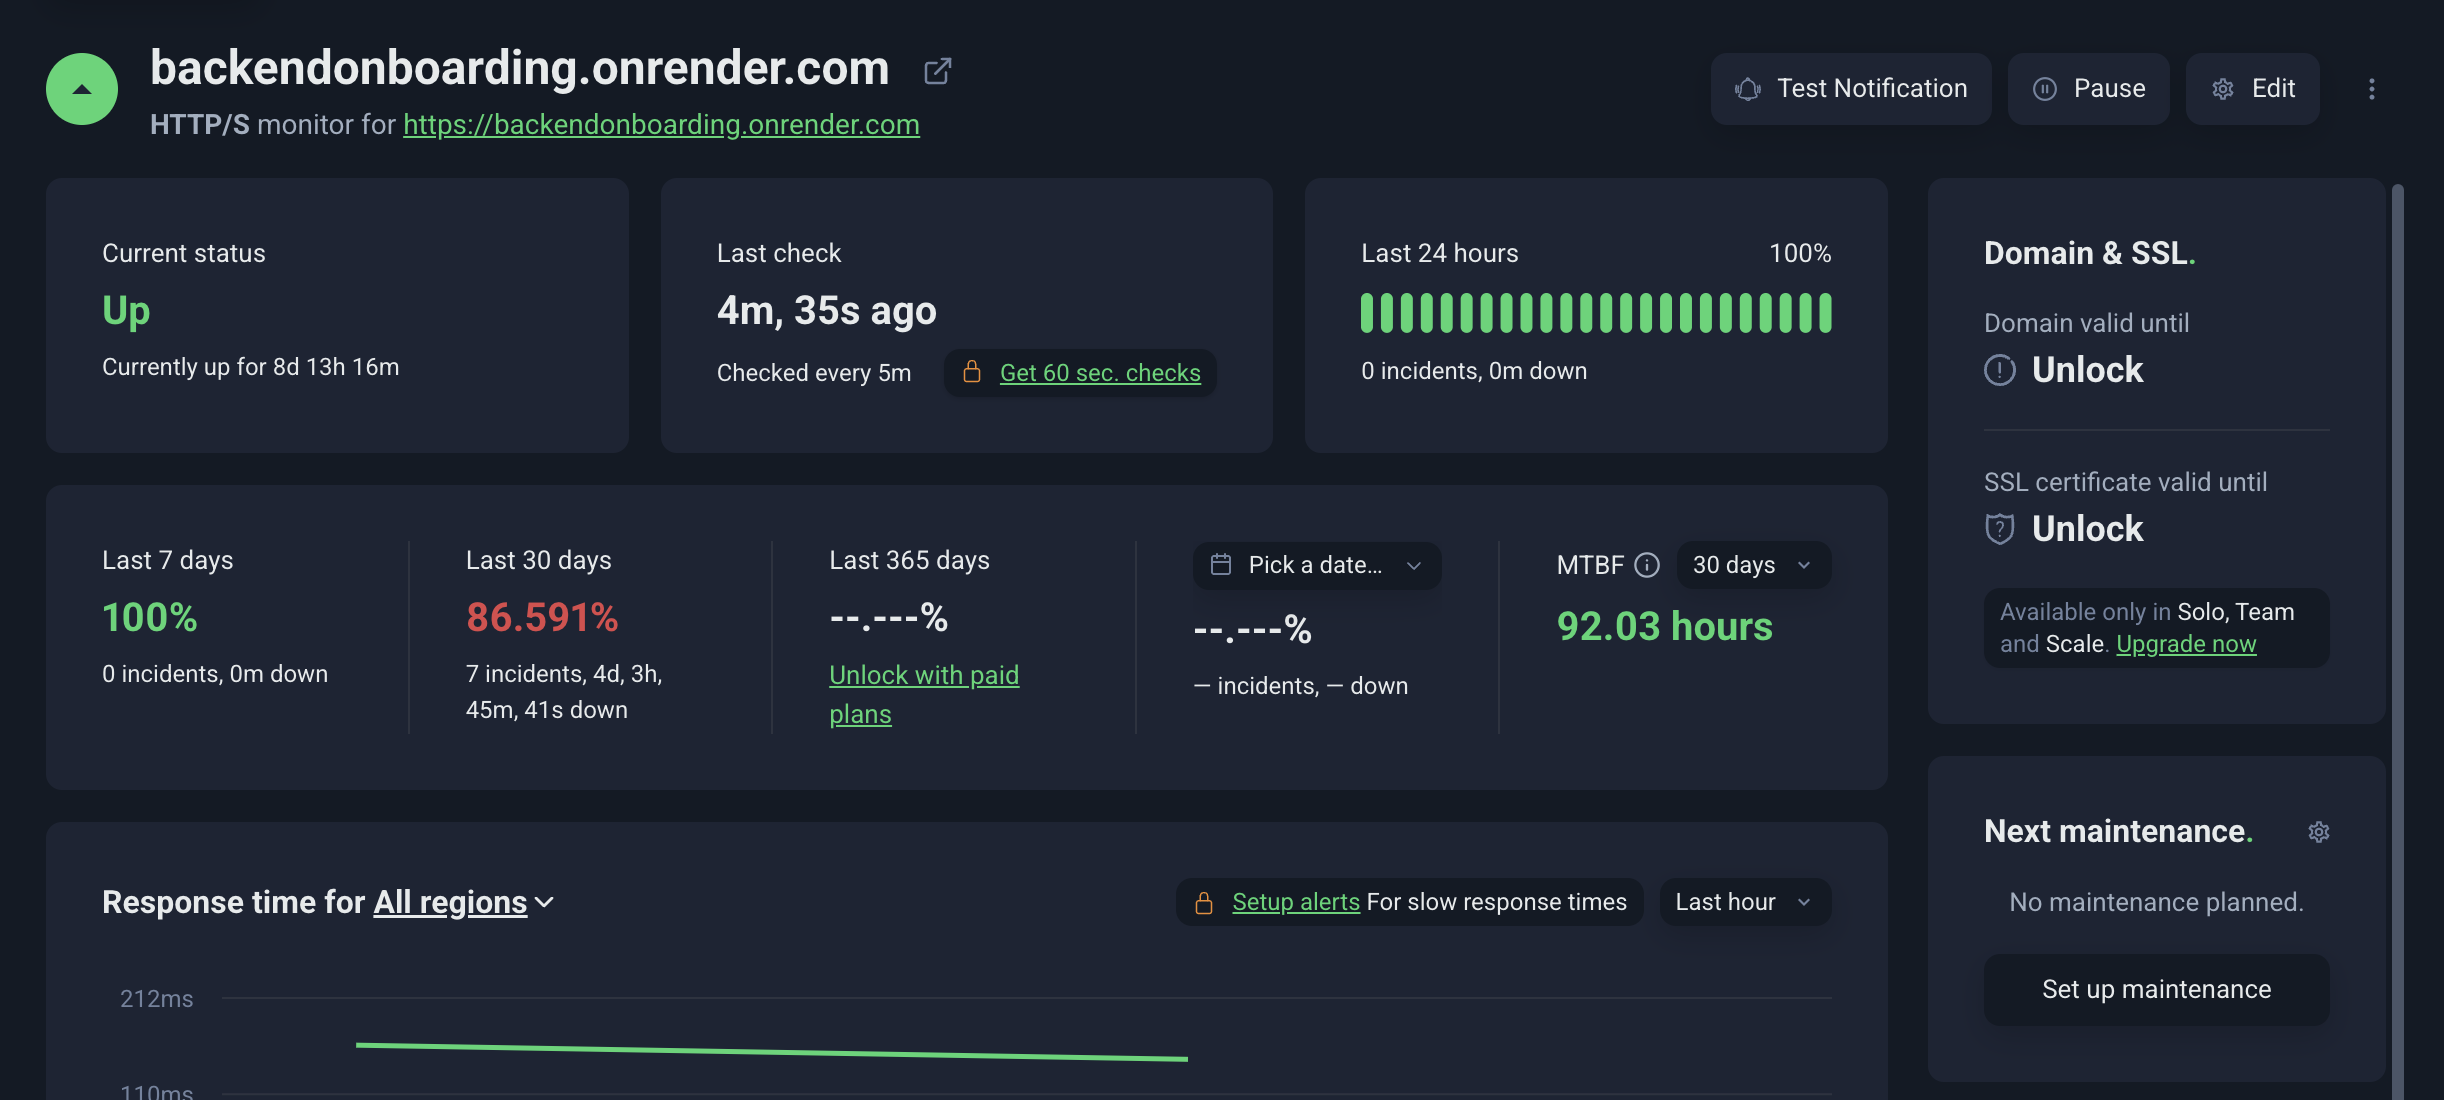 backendonboarding.onrender.com
HTTP/S monitor for https://backendonboarding.onrender.com
Test Notification
Pause
Edit
Current status
Up
Currently up for 8d 13h 16m
Last check
4m, 35s ago
Checked every 5m
Get 60 sec. checks
Last 24 hours
100%
0 incidents, 0m down
Domain & SSL.
Domain valid until
Unlock
SSL certificate valid until
Unlock
Available only in Solo, Team
and Scale. Upgrade now
Last 7 days
100%
0 incidents, 0m down
Last 30 days
86.591%
7 incidents, 4d, 3h,
45m, 41s down
Last 365 days
--.---%
Unlock with paid
plans
Pick a date...
--.---%
— incidents, — down
MTBF
30 days
92.03 hours
Next maintenance.
No maintenance planned.
Set up maintenance
Response time for All regions
Setup alerts For slow response times
Last hour
212ms
110ms